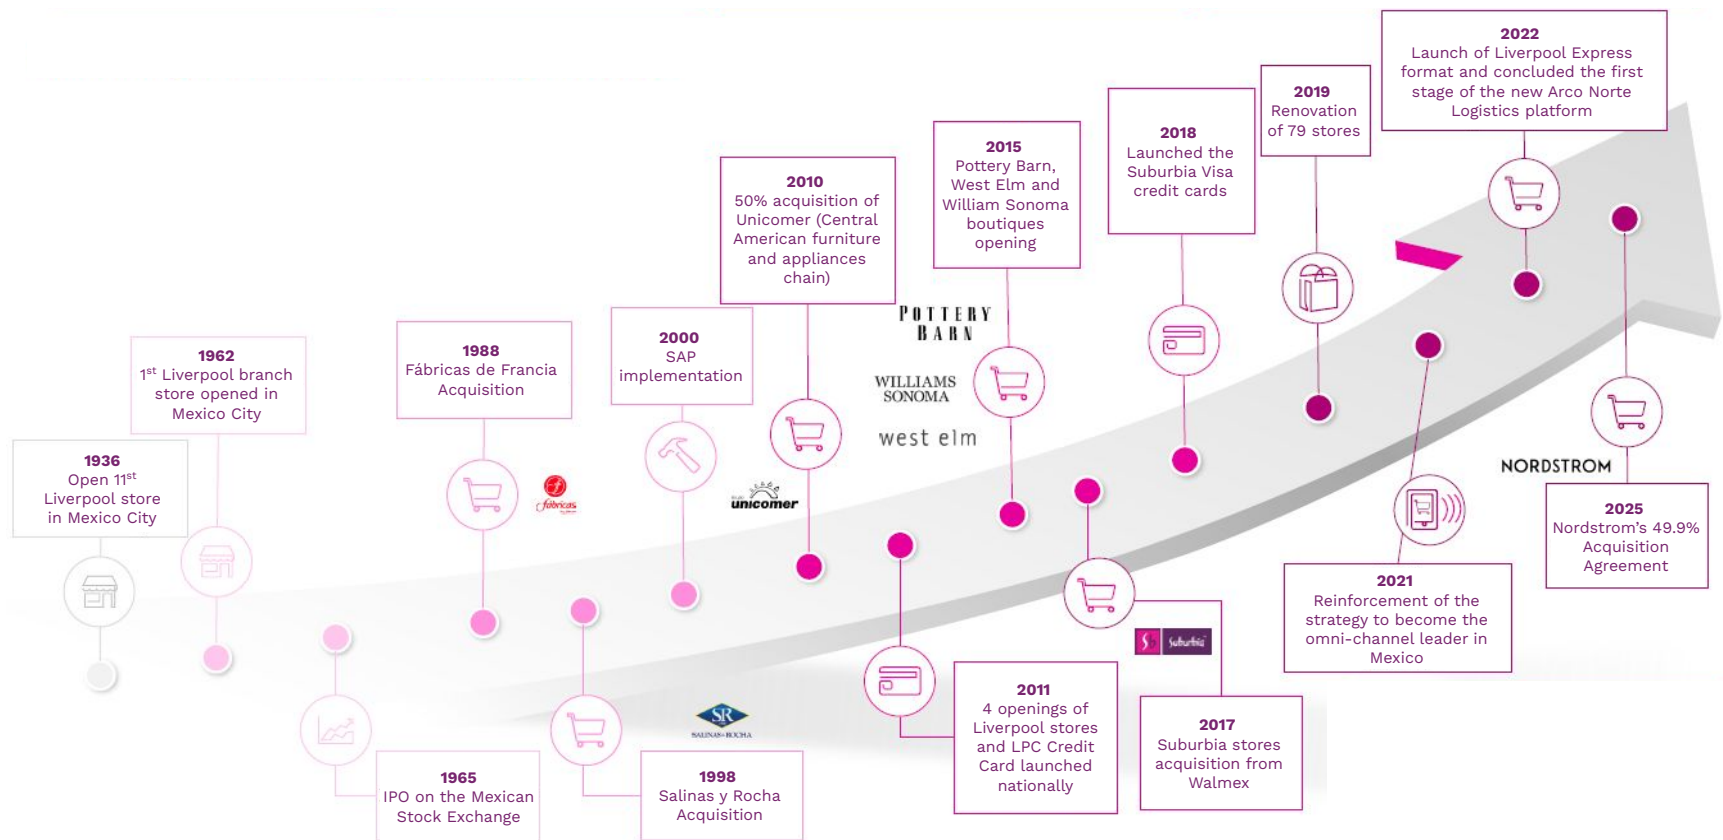 1936
Open 11st
Liverpool store
in Mexico City
1962
1st Liverpool branch
store opened in
Mexico City
1965
IPO on the Mexican
Stock Exchange
1988
Fábricas de Francia
Acquisition
fábricas
1998
Salinas y Rocha
Acquisition
SR
SALINAS Y ROCHA
2000
SAP
implementation
2010
50% acquisition of
Unicomer (Central
American furniture
and appliances
chain)
unicomer
2011
4 openings of
Liverpool stores
and LPC Credit
Card launched
nationally
2015
Pottery Barn,
West Elm and
William Sonoma
boutiques
opening
POTTERY
BARN
WILLIAMS
SONOMA
west elm
2017
Suburbia stores
acquisition from
Walmex
Sb Suburbia
2018
Launched the
Suburbia Visa
credit cards
2019
Renovation
of 79 stores
2021
Reinforcement of the
strategy to become the
omni-channel leader in
Mexico
2022
Launch of Liverpool Express
format and concluded the first
stage of the new Arco Norte
Logistics platform
NORDSTROM
2025
Nordstrom's 49.9%
Acquisition
Agreement